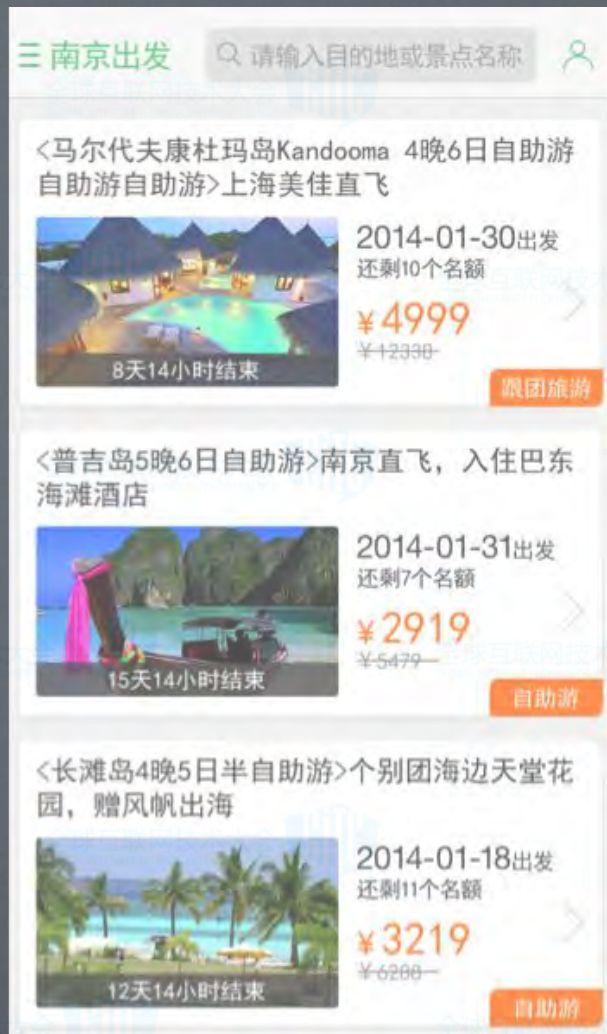 南京出发
请输入目的地或景点名称
<马尔代夫康杜玛岛Kandooma 4晚6日自助游
自助游自助游>上海美佳直飞
2014-01-30出发
还剩10个名额
¥4999
¥12338
8天14小时结束
跟团旅游
<普吉岛5晚6日自助游>南京直飞，入住巴东
海滩酒店
2014-01-31出发
还剩7个名额
¥2919
¥5479
15天14小时结束
自助游
<长滩岛4晚5日半自助游>个别团海边天堂花
园，赠风帆出海
2014-01-18出发
还剩11个名额
¥3219
12天14小时结束
自助游